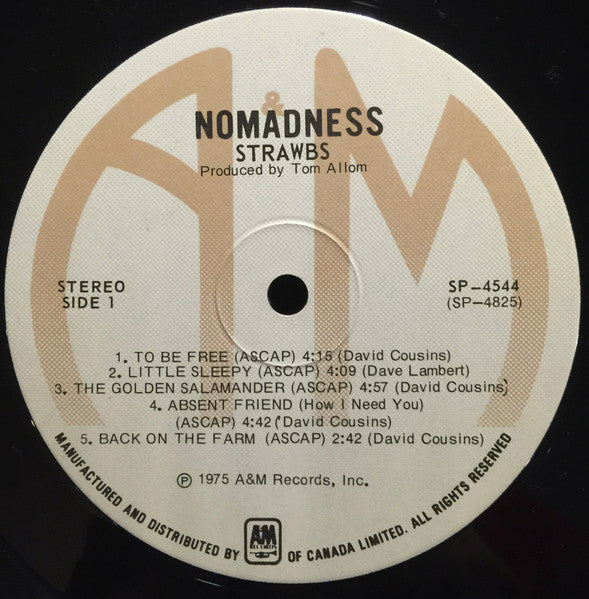 A & M
NOMADNESS
STRAWBS
Produced by Tom Allom
STEREO
SIDE 1
SP-4544
(SP-4825)
1. TO BE FREE (ASCAP) 4:15 (David Cousins)
2. LITTLE SLEEPY (ASCAP) 4:09 (Dave Lambert)
3. THE GOLDEN SALAMANDER (ASCAP) 4:57 (David Cousins)
4. ABSENT FRIEND (How I Need You)
(ASCAP) 4:42 (David Cousins)
5. BACK ON THE FARM (ASCAP) 2:42 (David Cousins)
℗ 1975 A&M Records, Inc.
MANUFACTURED AND DISTRIBUTED BY A&M RECORDS OF CANADA LIMITED. ALL RIGHTS RESERVED